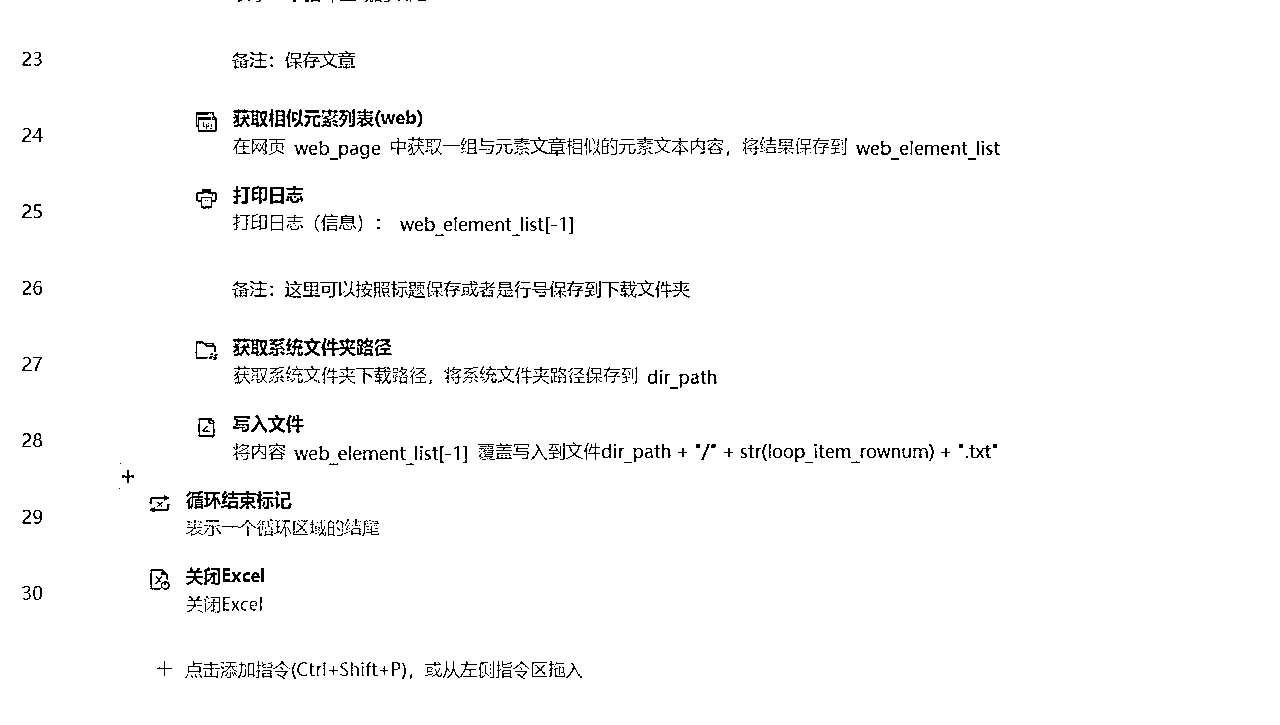 23
备注：保存文章
24
获取相似元素列表(web)
在网页 web_page 中获取一组与元素文章相似的元素文本内容，将结果保存到 web_element_list
25
打印日志
打印日志（信息）： web_element_list[-1]
26
备注：这里可以按照标题保存或者是行号保存到下载文件夹
27
获取系统文件夹路径
获取系统文件夹下载路径，将系统文件夹路径保存到 dir_path
28
写入文件
将内容 web_element_list[-1] 覆盖写入到文件dir_path + "/" + str(loop_item_rownum) + ".txt"
29
循环结束标记
表示一个循环区域的结尾
30
关闭Excel
关闭Excel
点击添加指令(Ctrl+Shift+P)，或从左侧指令区拖入